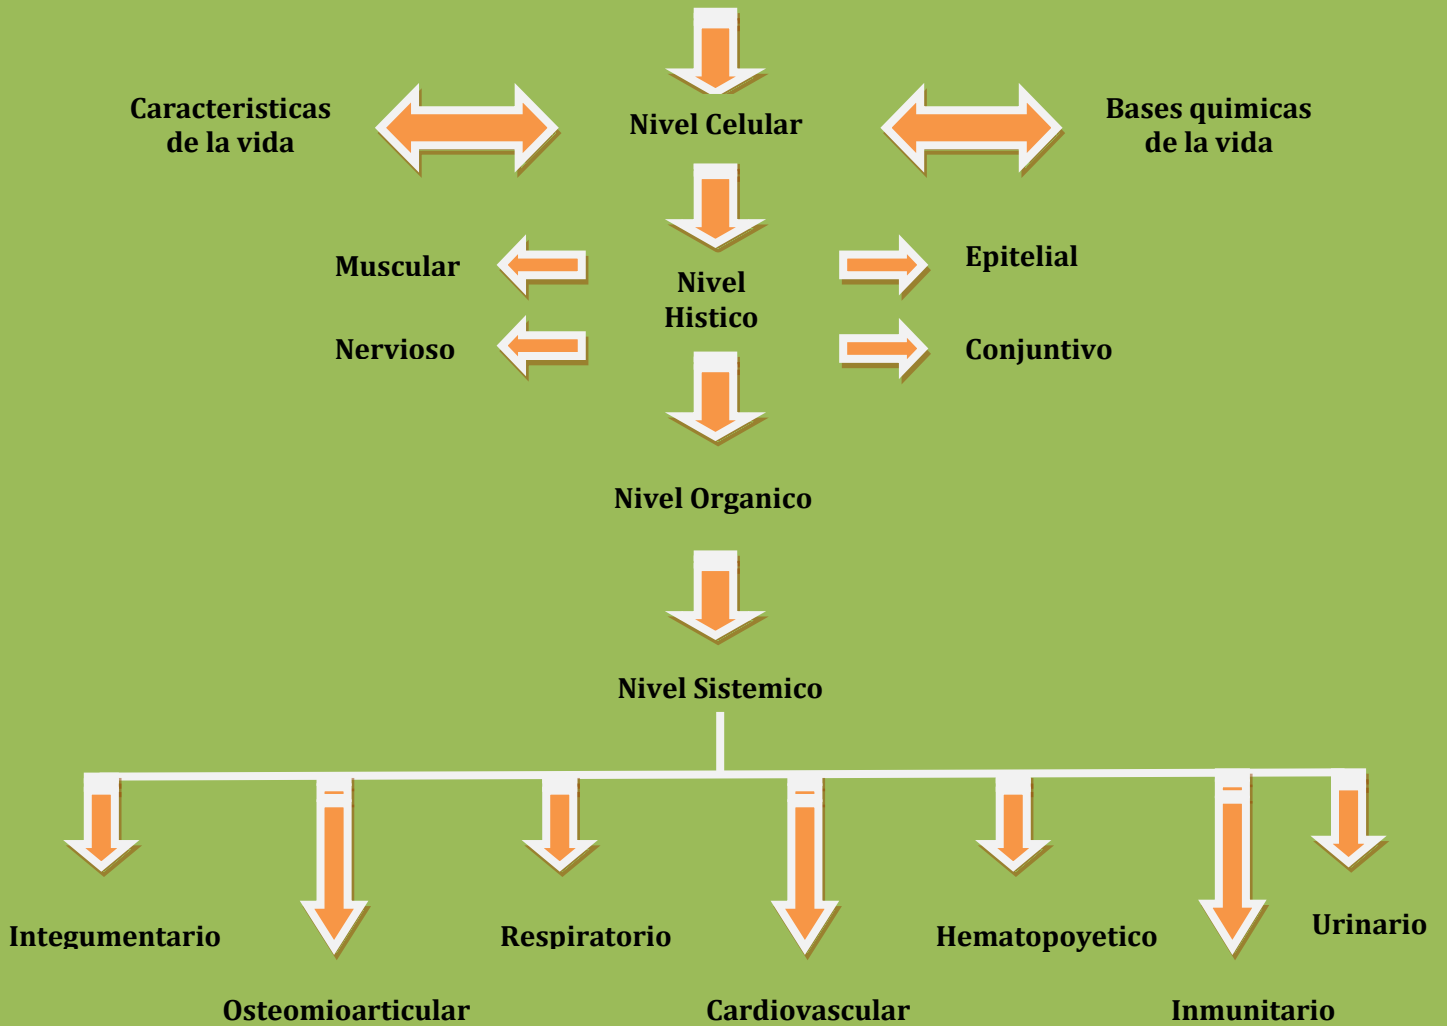 Caracteristicas
de la vida
Nivel Celular
Bases quimicas
de la vida
Muscular
Nivel
Histico
Epitelial
Nervioso
Conjuntivo
Nivel Organico
Nivel Sistemico
Integumentario
Respiratorio
Hematopoyetico
Urinario
Osteomioarticular
Cardiovascular
Inmunitario